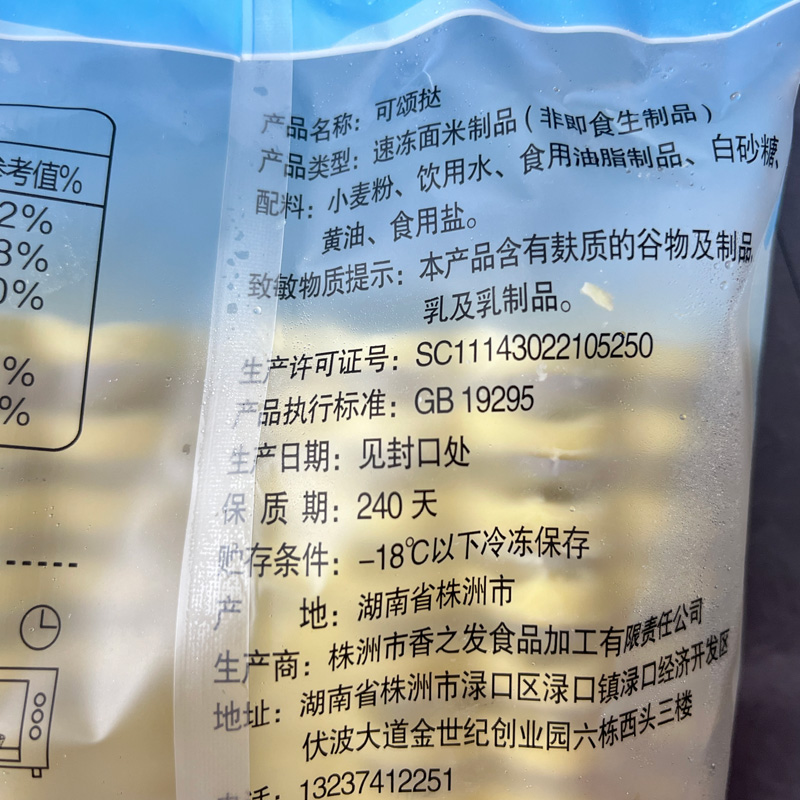 参考值%
2%
3%
0%
%
%
产品名称：可颂挞
产品类型：速冻面米制品（非即食生制品）
配料：小麦粉、饮用水、食用油脂制品、白砂糖、
黄油、食用盐。
致敏物质提示：本产品含有麸质的谷物及制品
乳及乳制品。
生产许可证号：SC11143022105250
产品执行标准：GB 19295
生产日期：见封口处
保质期：240 天
贮存条件：-18℃以下冷冻保存
产地：湖南省株洲市
生产商：株洲市香之发食品加工有限责任公司
地址：湖南省株洲市渌口区渌口镇渌口经济开发区
伏波大道金世纪创业园六栋西头三楼
电话：13237412251